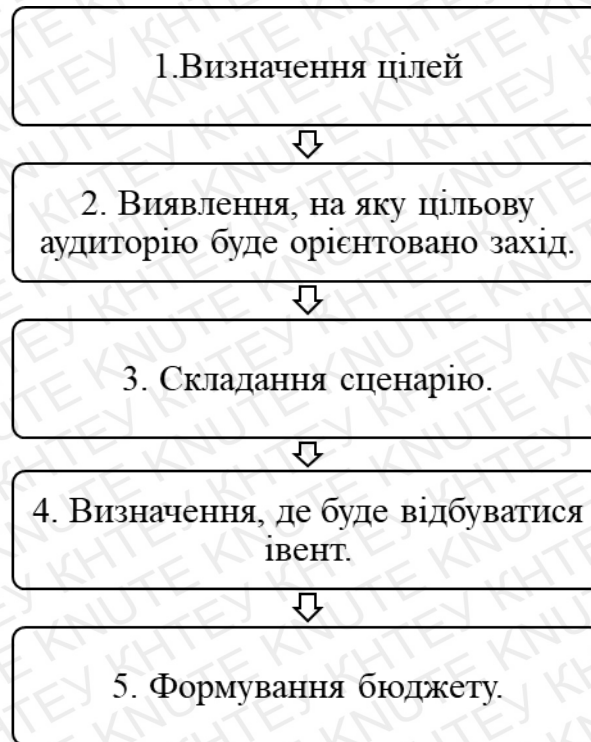 1.Визначення цілей
2. Виявлення, на яку цільову
аудиторію буде орієнтовано захід.
3. Складання сценарію.
4. Визначення, де буде відбуватися
івент.
5. Формування бюджету.